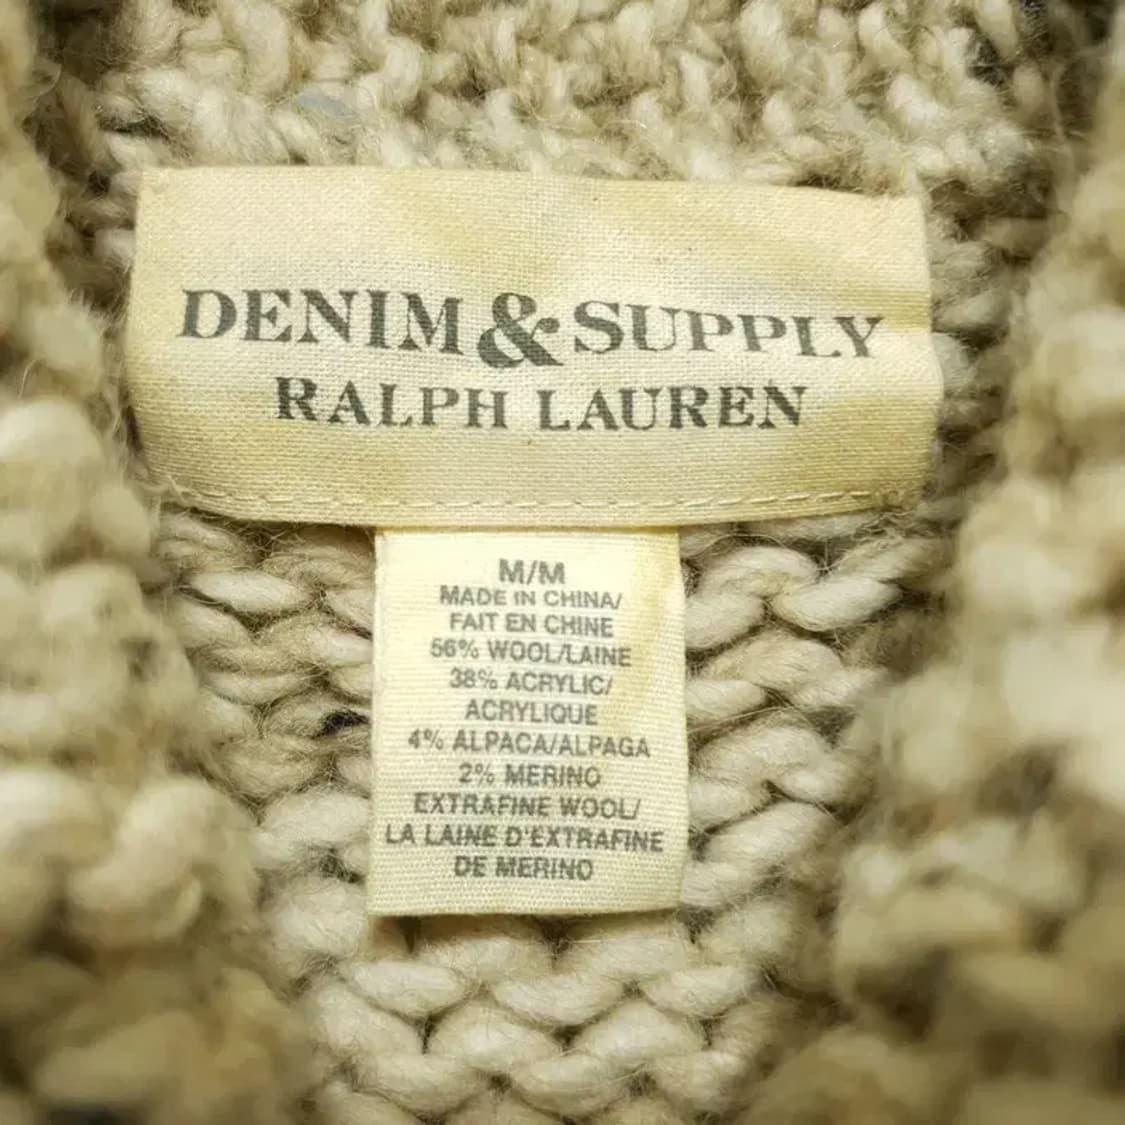 DENIM & SUPPLY
RALPH LAUREN
M/M
MADE IN CHINA/
FAIT EN CHINE
56% WOOL/LAINE
38% ACRYLIC/
ACRYLIQUE
4% ALPACA/ALPAGA
2% MERINO
EXTRAFINE WOOL/
LA LAINE D'EXTRAFINE
DE MERINO